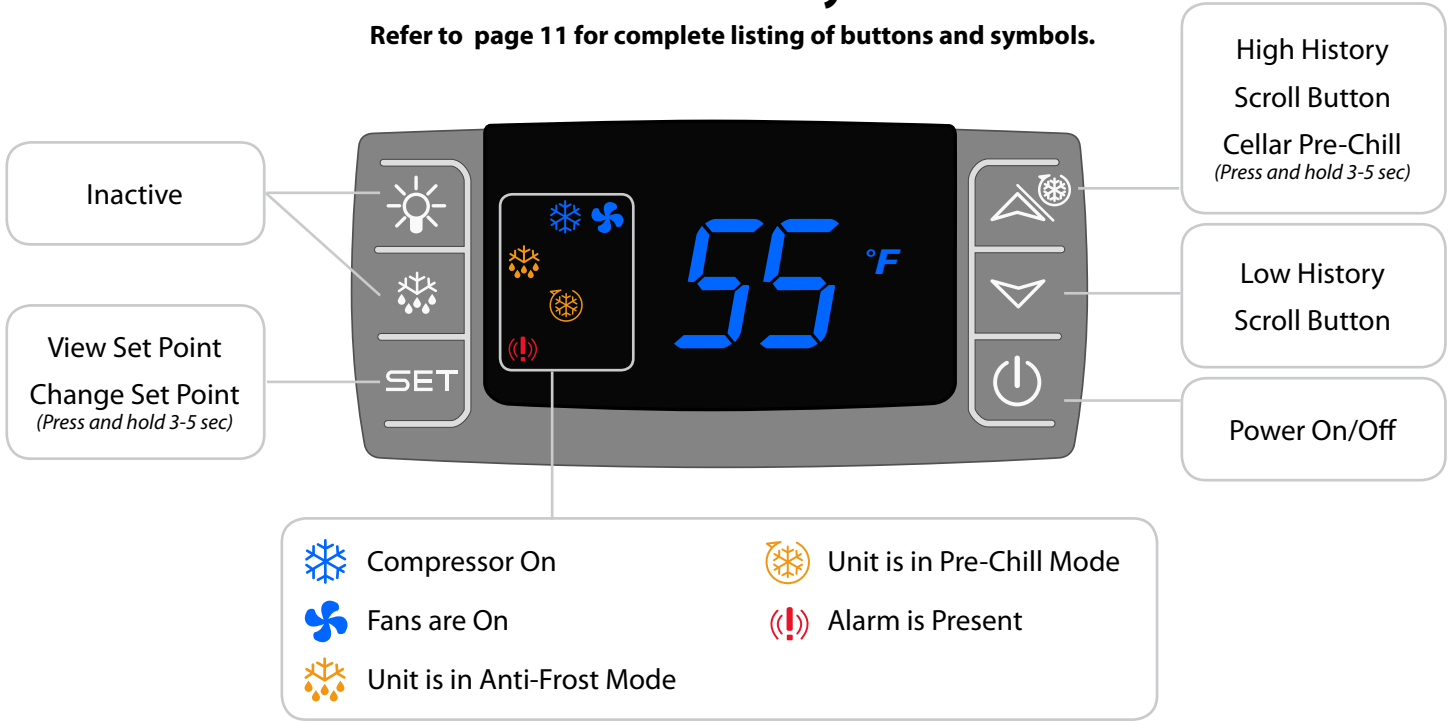 Refer to page 11 for complete listing of buttons and symbols.
High History
Scroll Button
Cellar Pre-Chill
(Press and hold 3-5 sec)
Inactive
55 °F
Low History
Scroll Button
View Set Point
Change Set Point
(Press and hold 3-5 sec)
SET
Power On/Off
Compressor On
Unit is in Pre-Chill Mode
Fans are On
Alarm is Present
Unit is in Anti-Frost Mode